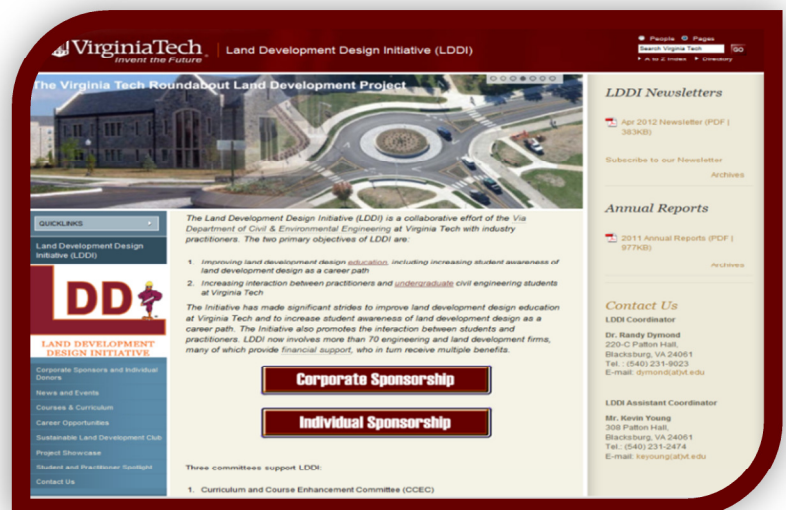 VirginiaTech
Invent the Future
Land Development Design Initiative (LDDI)
People Pages
Search Virginia Tech GO
A to Z Index Directory
The Virginia Tech Roundabout Land Development Project
QUICKLINKS
Land Development Design
Initiative (LDDI)
LDDI
LAND DEVELOPMENT
DESIGN INITIATIVE
Corporate Sponsors and Individual
Donors
News and Events
Courses & Curriculum
Career Opportunities
Sustainable Land Development Club
Project Showcase
Student and Practitioner Spotlight
Contact Us
The Land Development Design Initiative (LDDI) is a collaborative effort of the Via
Department of Civil & Environmental Engineering at Virginia Tech with industry
practitioners. The two primary objectives of LDDI are:
1. Improving land development design education, including increasing student awareness of
land development design as a career path
2. Increasing interaction between practitioners and undergraduate civil engineering students
at Virginia Tech
The Initiative has made significant strides to improve land development design education
at Virginia Tech and to increase student awareness of land development design as a
career path. The Initiative also promotes the interaction between students and
practitioners. LDDI now involves more than 70 engineering and land development firms,
many of which provide financial support, who in turn receive multiple benefits.
Corporate Sponsorship
Individual Sponsorship
Three committees support LDDI:
1. Curriculum and Course Enhancement Committee (CCEC)
LDDI Newsletters
Apr 2012 Newsletter (PDF |
383KB)
Subscribe to our Newsletter
Archives
Annual Reports
2011 Annual Reports (PDF |
977KB)
Archives
Contact Us
LDDI Coordinator
Dr. Randy Dymond
220-C Patton Hall,
Blacksburg, VA 24061
Tel. : (540) 231-9023
E-mail: dymond(at)vt.edu
LDDI Assistant Coordinator
Mr. Kevin Young
308 Patton Hall,
Blacksburg, VA 24061
Tel.: (540) 231-2474
E-mail: keyoung(at)vt.edu